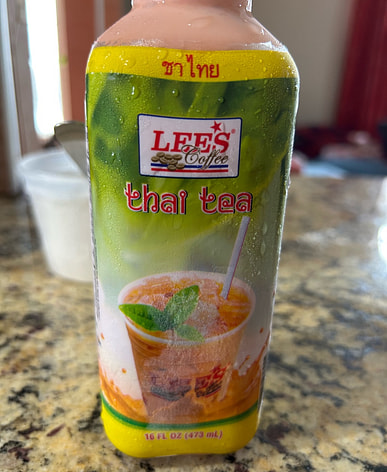 ชาไทย
LEE'S®
Coffee
thai tea
16 FL OZ (473 mL)